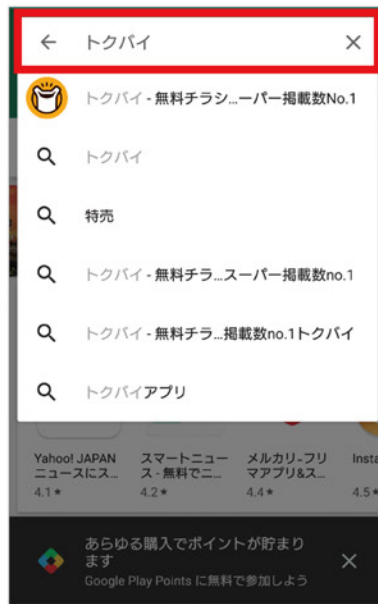 トクバイ
トクバイ - 無料チラシ...ーパー掲載数No.1
トクバイ
特売
トクバイ - 無料チラ...スーパー掲載数no.1
トクバイ - 無料チラ...掲載数no.1トクバイ
トクバイアプリ
Yahoo! JAPAN
ニュースにス...
4.1★
スマートニュー
ス - 無料でニ...
4.2★
メルカリ-フリ
マアプリ&ス...
4.4★
Insta
4.5★
あらゆる購入でポイントが貯まり
ます
Google Play Points に無料で参加しよう